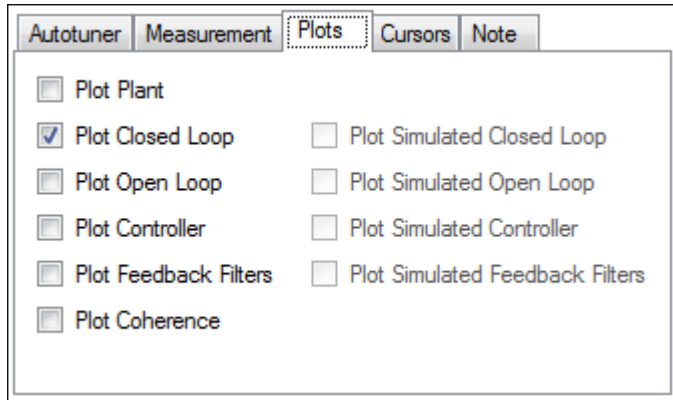 Autotuner Measurement Plots Cursors Note
Plot Plant
Plot Closed Loop Plot Simulated Closed Loop
Plot Open Loop Plot Simulated Open Loop
Plot Controller Plot Simulated Controller
Plot Feedback Filters Plot Simulated Feedback Filters
Plot Coherence